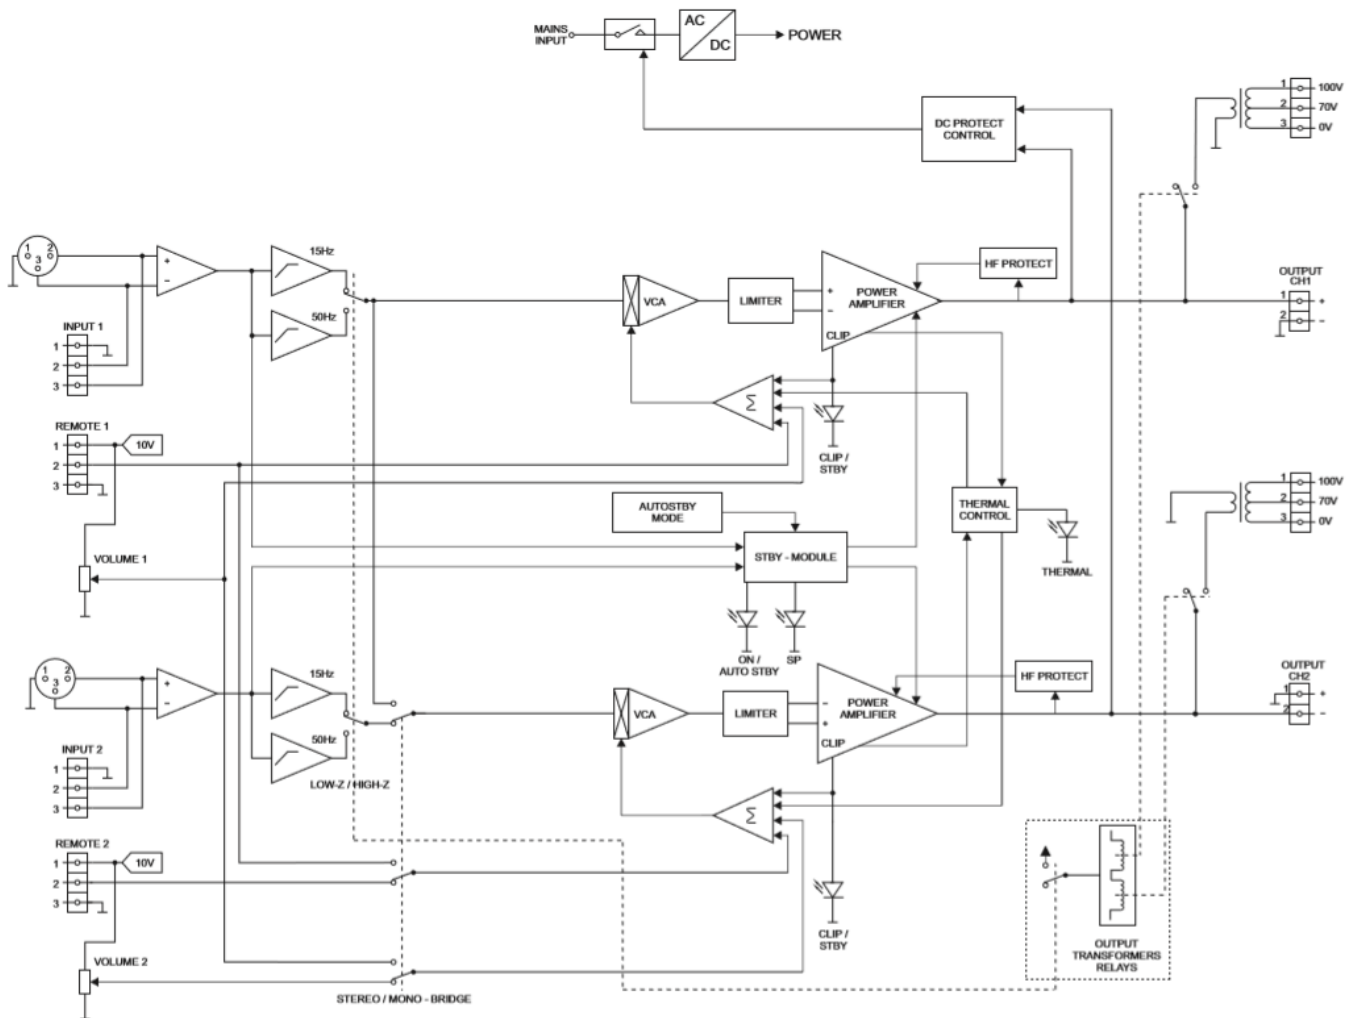 MAINS
INPUT
AC
DC
POWER
DC PROTECT
CONTROL
1
100V
2
70V
3
0V
1
2
3
+
-
15Hz
50Hz
VCA
LIMITER
+
-
POWER
AMPLIFIER
CLIP
HF PROTECT
OUTPUT
CH1
1
+
2
-
INPUT 1
1
2
3
Σ
CLIP /
STBY
REMOTE 1
1
10V
2
3
AUTOSTBY
MODE
THERMAL
CONTROL
THERMAL
1
100V
2
70V
3
0V
VOLUME 1
STBY - MODULE
ON /
AUTO STBY
SP
1
2
3
+
-
15Hz
50Hz
LOW-Z / HIGH-Z
VCA
LIMITER
-
+
POWER
AMPLIFIER
CLIP
HF PROTECT
OUTPUT
CH2
1
+
2
-
INPUT 2
1
2
3
Σ
CLIP /
STBY
REMOTE 2
1
10V
2
3
VOLUME 2
STEREO / MONO - BRIDGE
OUTPUT
TRANSFORMERS
RELAYS